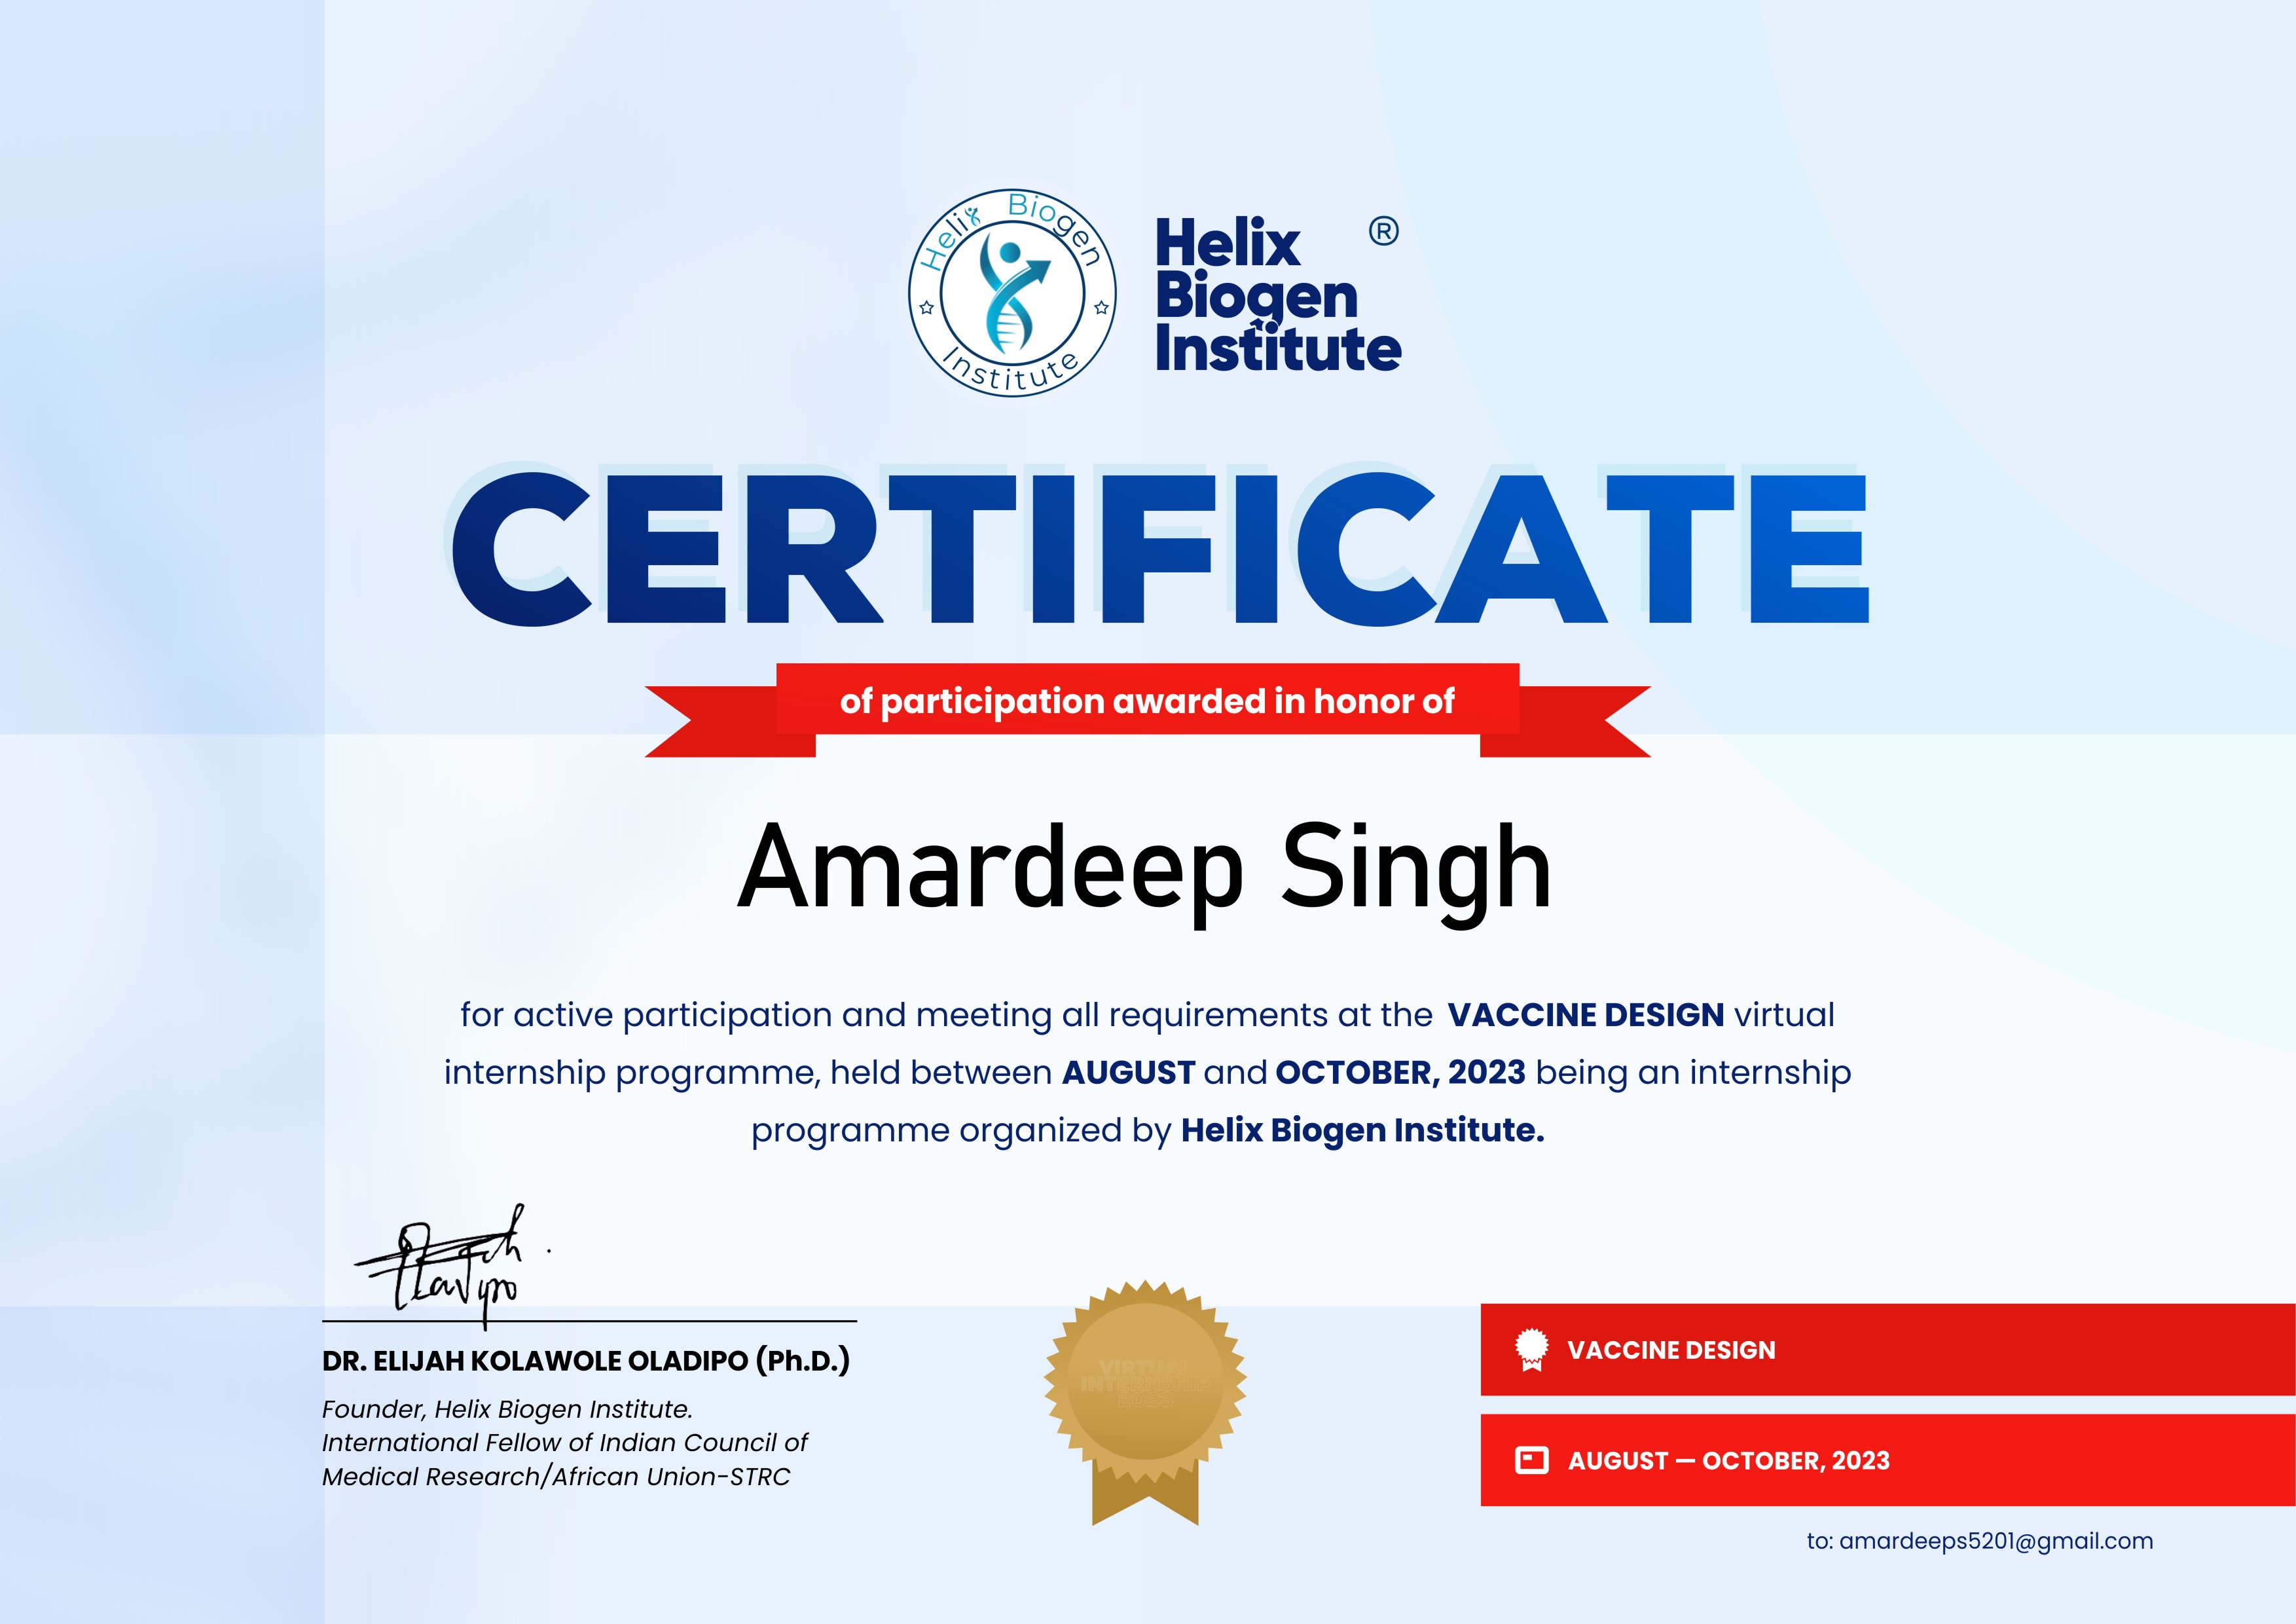 Helix Biogen
Institute
Helix ®
Biogen
Institute
CERTIFICATE
of participation awarded in honor of
Amardeep Singh
for active participation and meeting all requirements at the VACCINE DESIGN virtual
internship programme, held between AUGUST and OCTOBER, 2023 being an internship
programme organized by Helix Biogen Institute.
DR. ELIJAH KOLAWOLE OLADIPO (Ph.D.)
Founder, Helix Biogen Institute.
International Fellow of Indian Council of
Medical Research/African Union-STRC
VIRTUAL
INTERNSHIP
2023
VACCINE DESIGN
AUGUST — OCTOBER, 2023
to: amardeeps5201@gmail.com